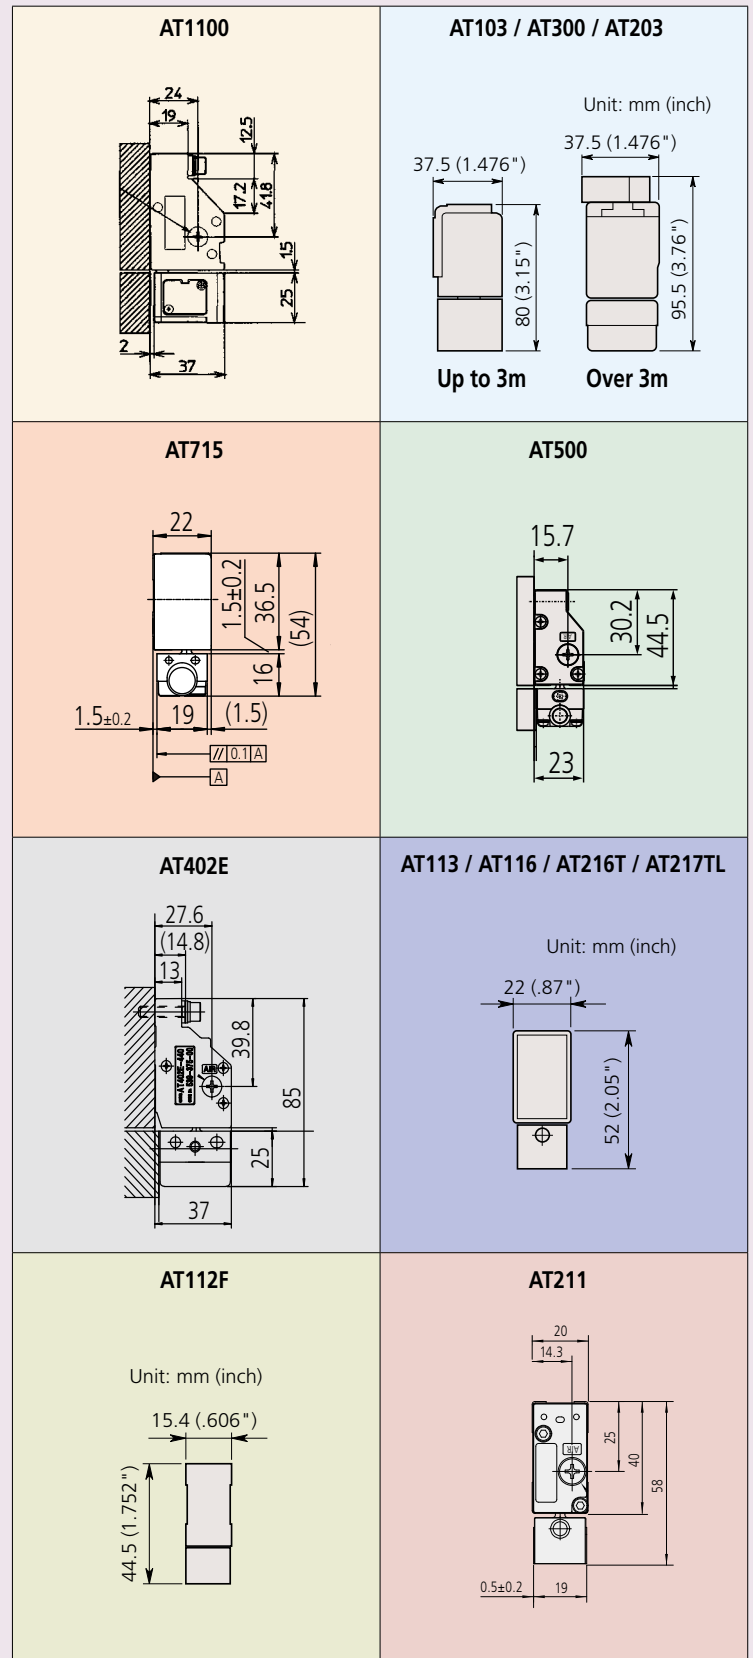 AT1100
24
19
12.5
17.2
41.8
1.5
25
2
37
AT103 / AT300 / AT203
Unit: mm (inch)
37.5 (1.476")
37.5 (1.476")
80 (3.15")
95.5 (3.76")
Up to 3m
Over 3m
AT715
22
1.5±0.2
36.5
(54)
16
1.5±0.2
19
(1.5)
// 0.1 A
A
AT500
15.7
30.2
44.5
23
AT402E
27.6
(14.8)
13
39.8
85
AIR
25
37
AT113 / AT116 / AT216T / AT217TL
Unit: mm (inch)
22 (.87")
52 (2.05")
AT112F
Unit: mm (inch)
15.4 (.606")
44.5 (1.752")
AT211
20
14.3
25
40
58
AIR
0.5±0.2
19